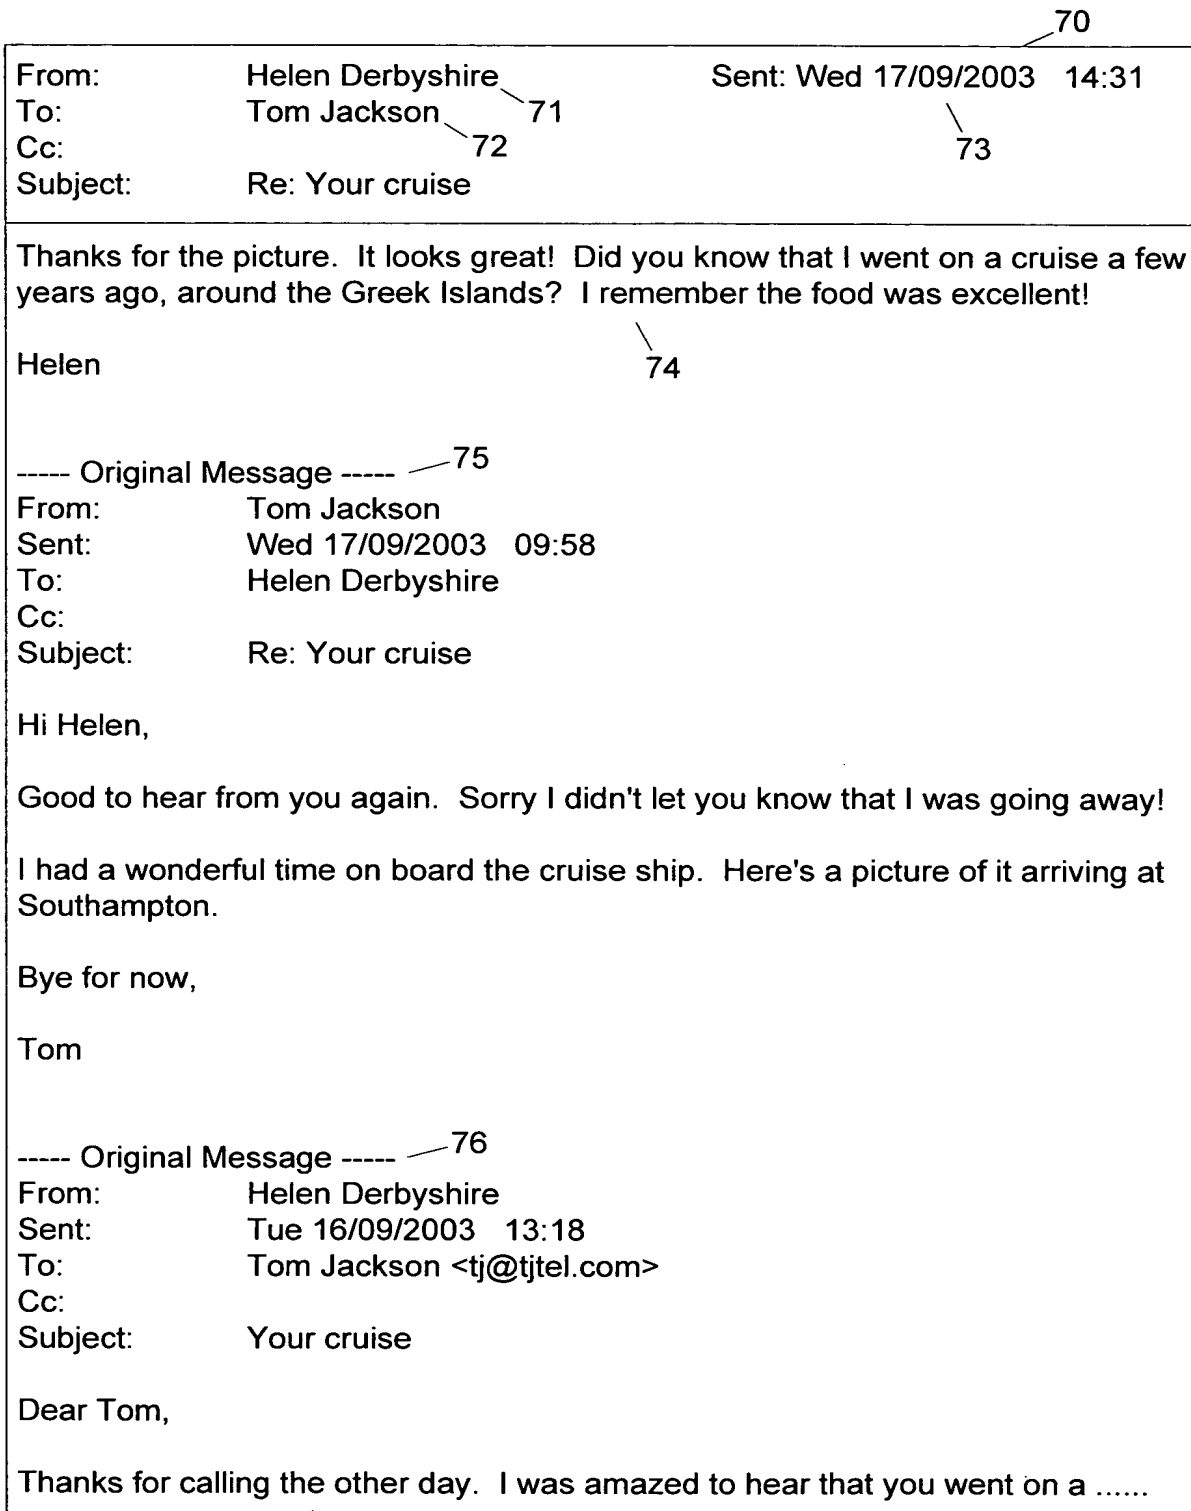 70
From: Helen Derbyshire Sent: Wed 17/09/2003 14:31
To: Tom Jackson 71
Cc: 72 73
Subject: Re: Your cruise
Thanks for the picture. It looks great! Did you know that I went on a cruise a few
years ago, around the Greek Islands? I remember the food was excellent!
Helen 74
----- Original Message ----- 75
From: Tom Jackson
Sent: Wed 17/09/2003 09:58
To: Helen Derbyshire
Cc:
Subject: Re: Your cruise
Hi Helen,
Good to hear from you again. Sorry I didn't let you know that I was going away!
I had a wonderful time on board the cruise ship. Here's a picture of it arriving at
Southampton.
Bye for now,
Tom
----- Original Message ----- 76
From: Helen Derbyshire
Sent: Tue 16/09/2003 13:18
To: Tom Jackson <tj@tjtel.com>
Cc:
Subject: Your cruise
Dear Tom,
Thanks for calling the other day. I was amazed to hear that you went on a ......